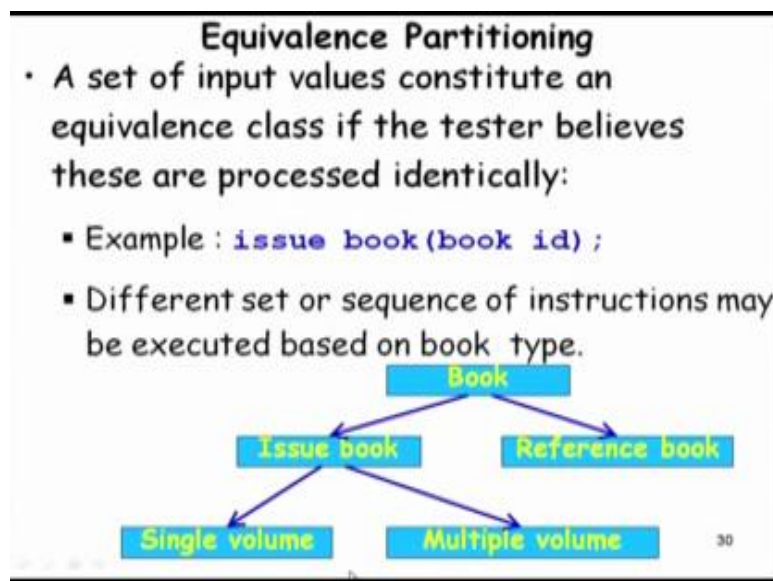 Equivalence Partitioning
• A set of input values constitute an
equivalence class if the tester believes
these are processed identically:
▪ Example : issue book(book id);
▪ Different set or sequence of instructions may
be executed based on book type.
Book
Issue book Reference book
Single volume Multiple volume
30